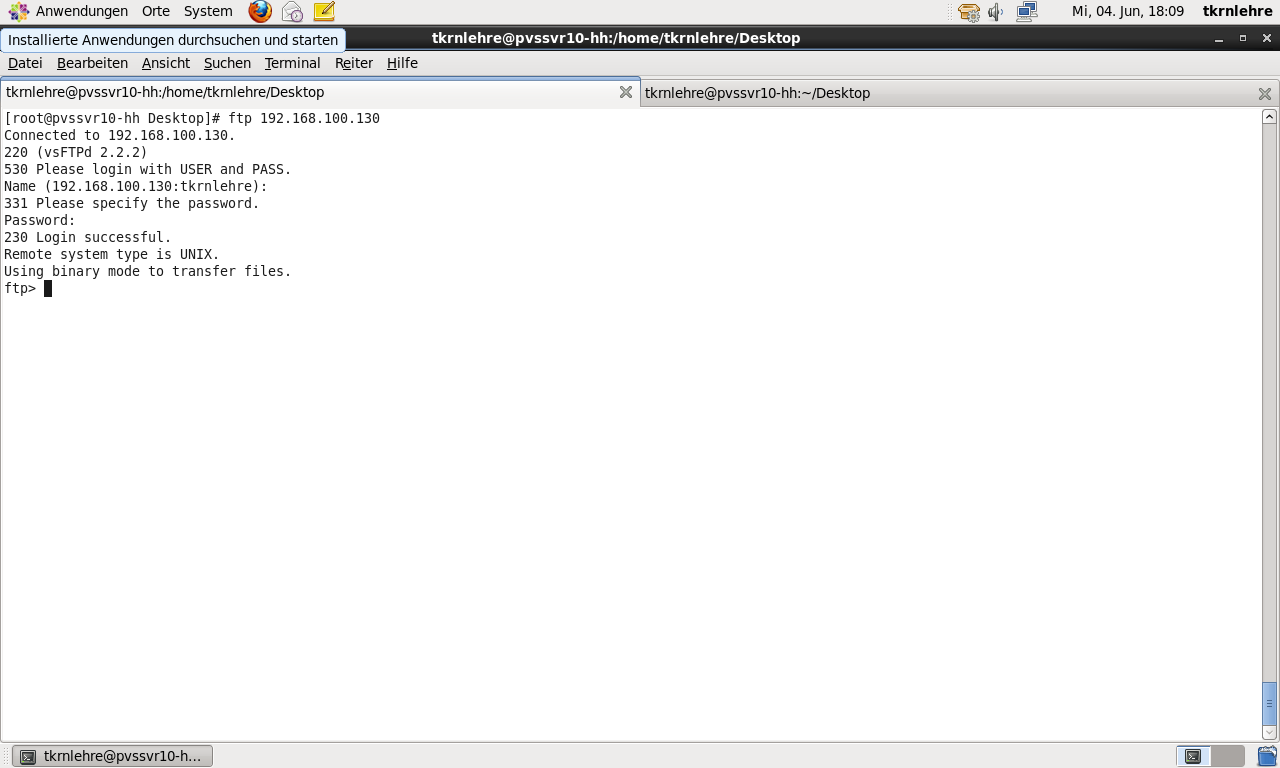 Anwendungen Orte System Mi, 04. Jun, 18:09 tkrnlehre
Installierte Anwendungen durchsuchen und starten tkrnlehre@pvssvr10-hh:/home/tkrnlehre/Desktop
Datei Bearbeiten Ansicht Suchen Terminal Reiter Hilfe
tkrnlehre@pvssvr10-hh:/home/tkrnlehre/Desktop tkrnlehre@pvssvr10-hh:~/Desktop
[root@pvssvr10-hh Desktop]# ftp 192.168.100.130
Connected to 192.168.100.130.
220 (vsFTPd 2.2.2)
530 Please login with USER and PASS.
Name (192.168.100.130:tkrnlehre):
331 Please specify the password.
Password:
230 Login successful.
Remote system type is UNIX.
Using binary mode to transfer files.
ftp>
tkrnlehre@pvssvr10-h...